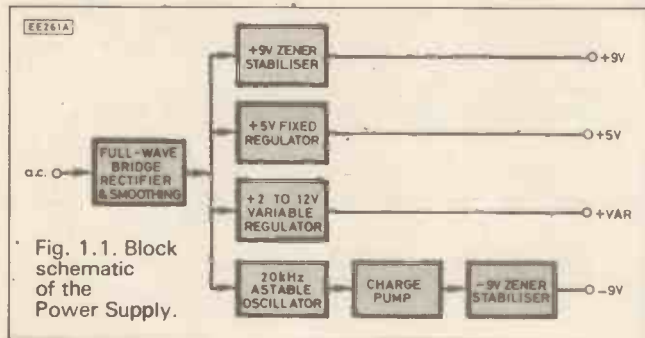 EE261A
+9V ZENER
STABILISER
+9V
+5V FIXED
REGULATOR
+5V
FULL-WAVE
BRIDGE
RECTIFIER
& SMOOTHING
a.c.
+2 TO 12V
VARIABLE
REGULATOR
+VAR
20kHz
ASTABLE
OSCILLATOR
CHARGE
PUMP
-9V ZENER
STABILISER
-9V
Fig. 1.1. Block
schematic
of the
Power Supply.